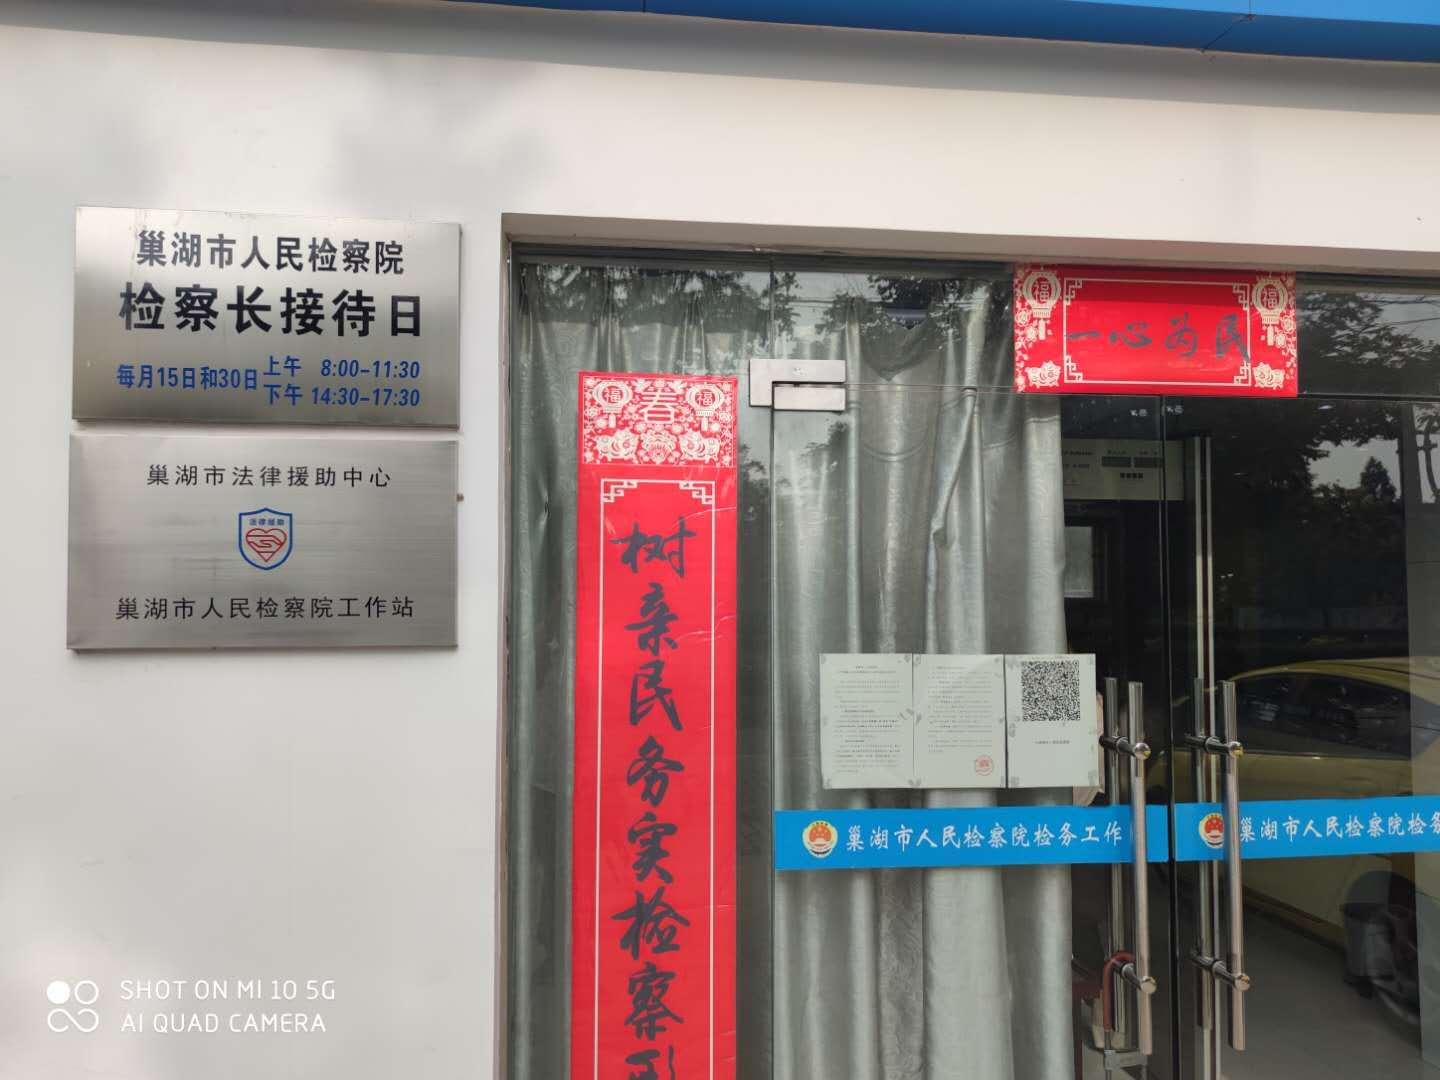 巢湖市人民检察院
检察长接待日
每月15日和30日
上午 8:00-11:30
下午 14:30-17:30
巢湖市法律援助中心
法律援助
巢湖市人民检察院工作站
福 春 福
树亲民务实检察形
福 福
一心为民
巢湖市人民检察院检务工作
巢湖市人民检察院检务
SHOT ON MI 10 5G
AI QUAD CAMERA